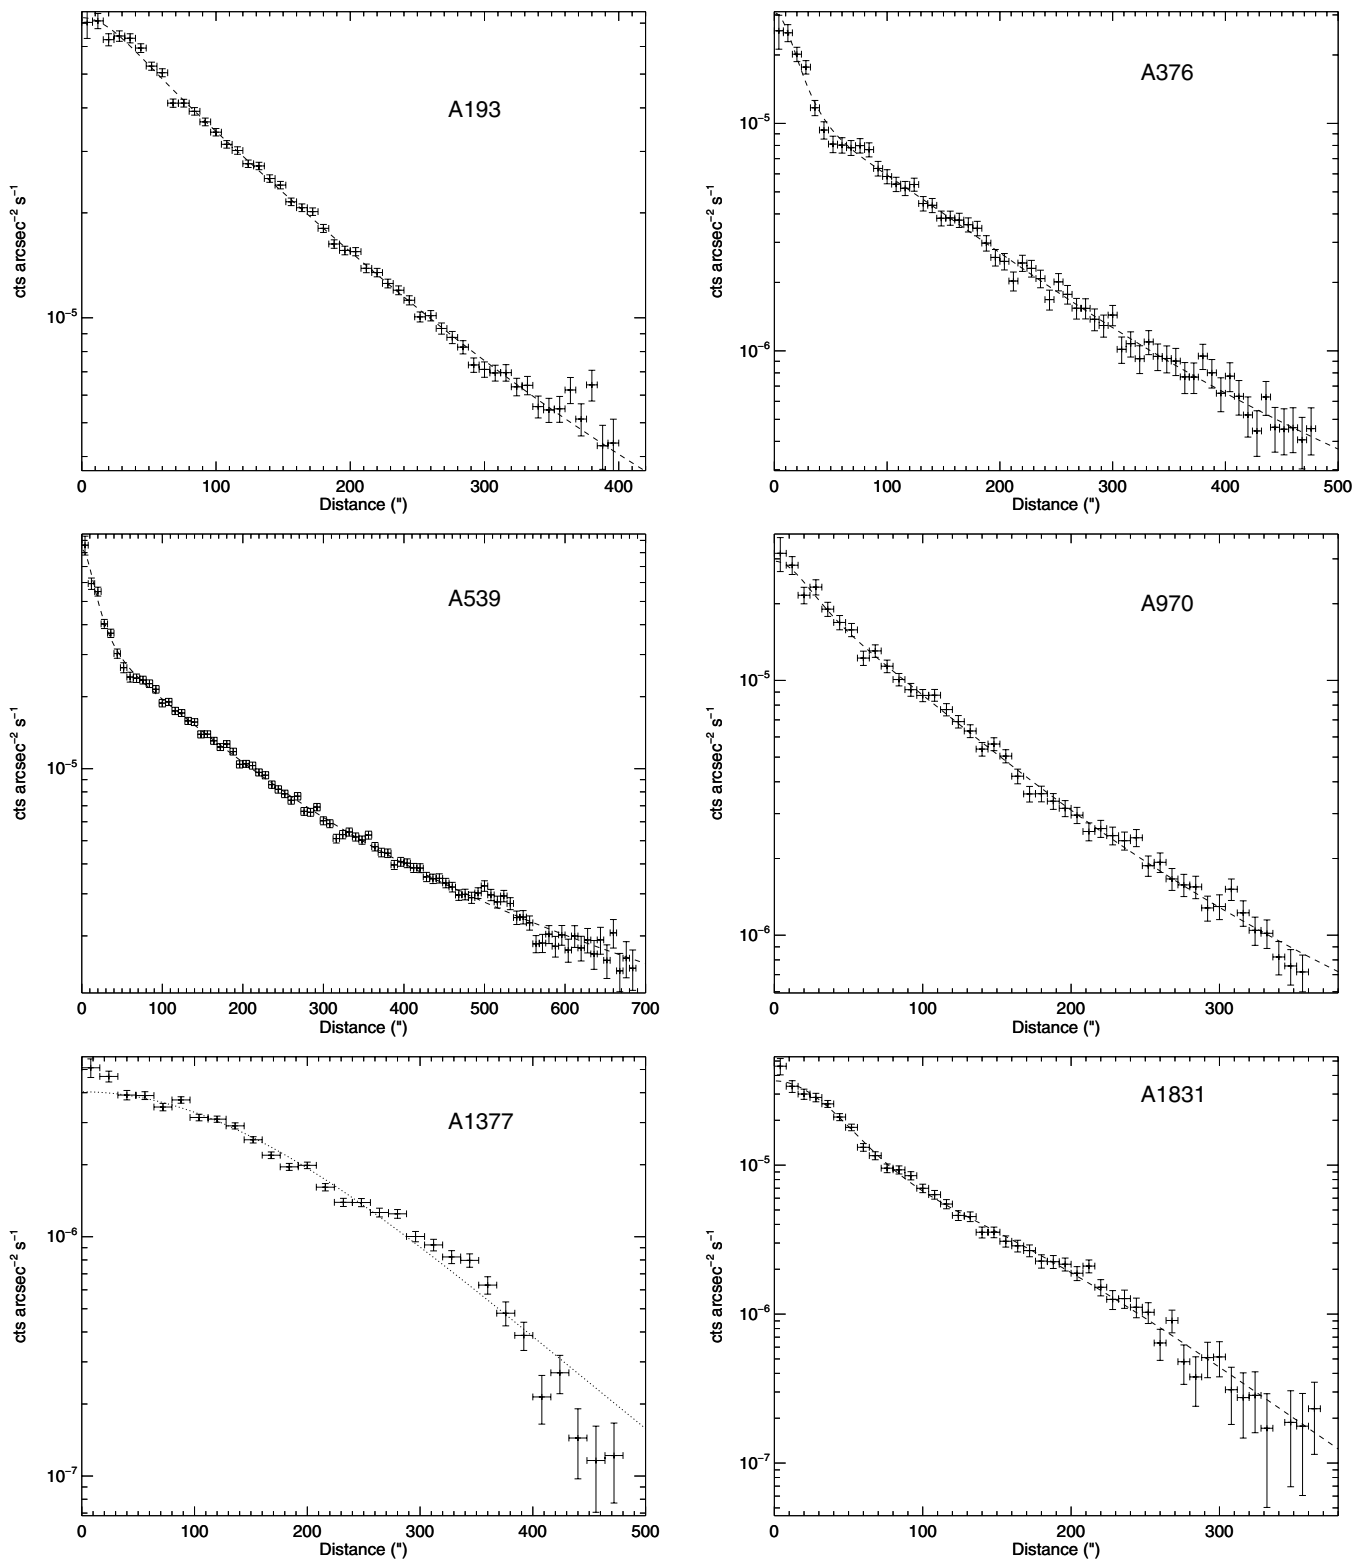 A193
cts arcsec⁻² s⁻¹
10⁻⁵
0 100 200 300 400
Distance (")
A376
cts arcsec⁻² s⁻¹
10⁻⁵
10⁻⁶
0 100 200 300 400 500
Distance (")
A539
cts arcsec⁻² s⁻¹
10⁻⁵
0 100 200 300 400 500 600 700
Distance (")
A970
cts arcsec⁻² s⁻¹
10⁻⁵
10⁻⁶
0 100 200 300
Distance (")
A1377
cts arcsec⁻² s⁻¹
10⁻⁶
10⁻⁷
0 100 200 300 400 500
Distance (")
A1831
cts arcsec⁻² s⁻¹
10⁻⁵
10⁻⁶
10⁻⁷
0 100 200 300
Distance (")